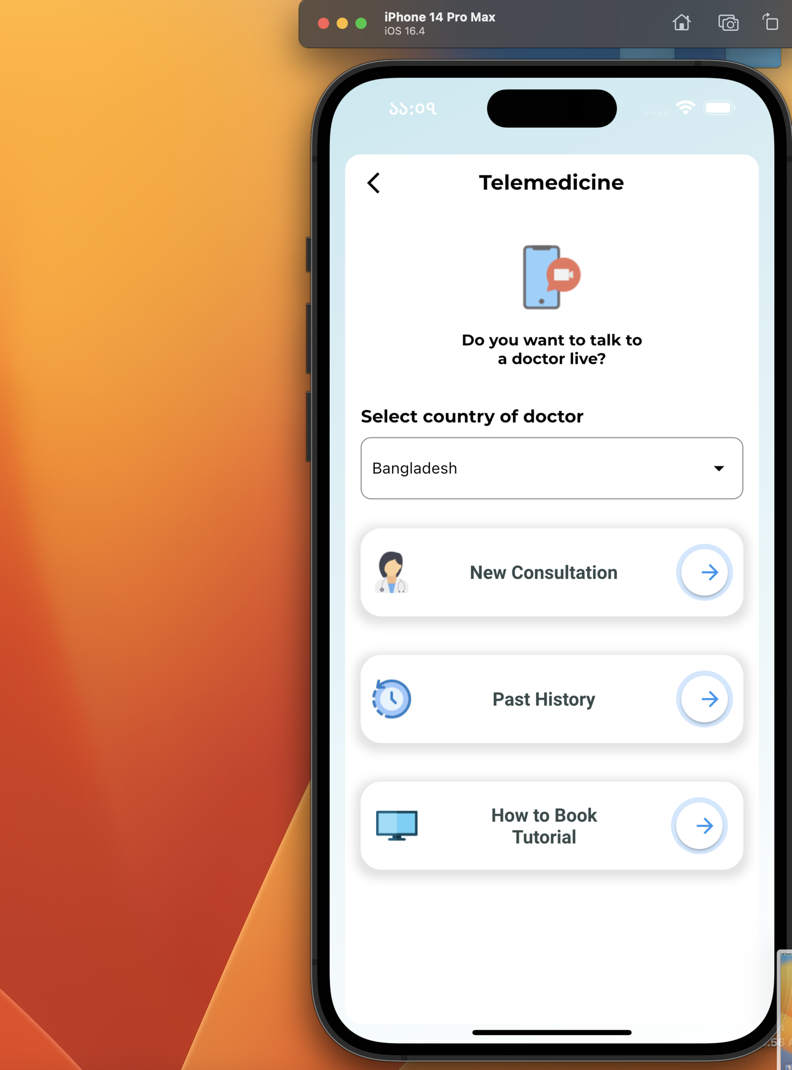 iPhone 14 Pro Max
iOS 16.4
১১:০৭
Telemedicine
Do you want to talk to
a doctor live?
Select country of doctor
Bangladesh
New Consultation
Past History
How to Book
Tutorial